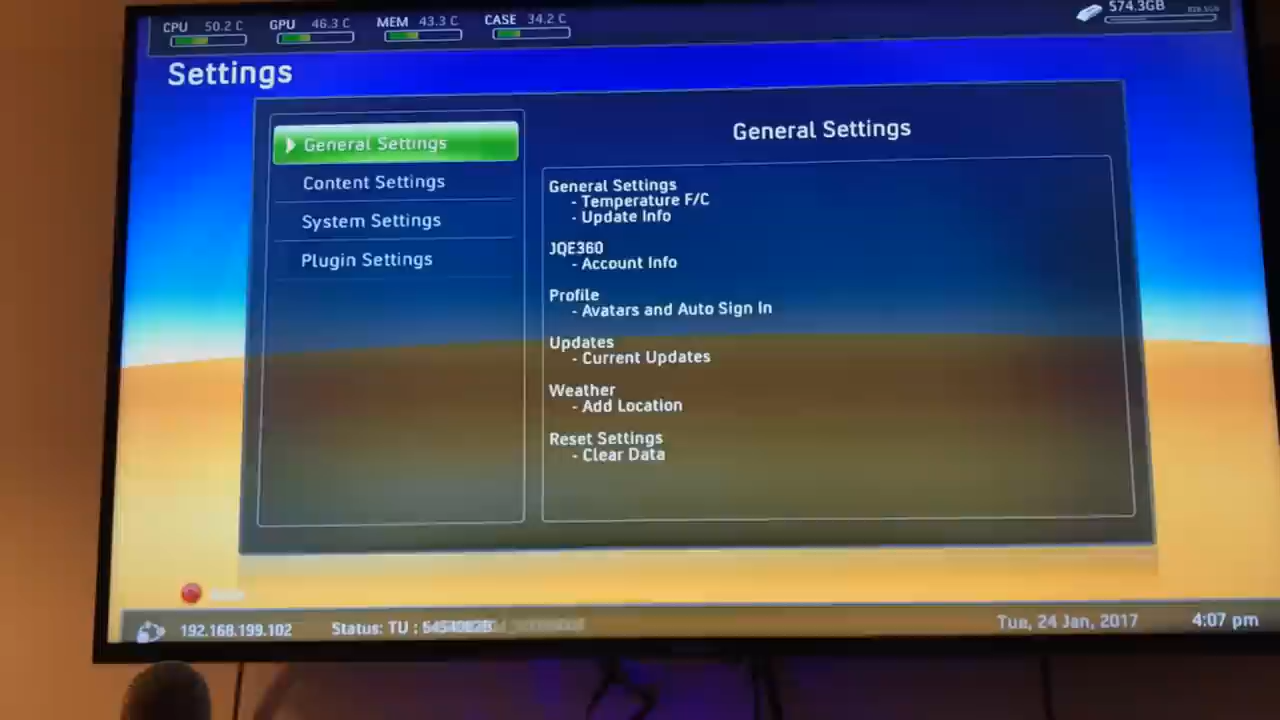 CPU 50.2 C GPU 46.3 C MEM 43.3 C CASE 34.2 C 574.3GB
Settings
General Settings
Content Settings
System Settings
Plugin Settings
General Settings
General Settings
- Temperature F/C
- Update Info
JQE360
- Account Info
Profile
- Avatars and Auto Sign In
Updates
- Current Updates
Weather
- Add Location
Reset Settings
- Clear Data
192.168.199.102 Status: TU : Tue, 24 Jan, 2017 4:07 pm